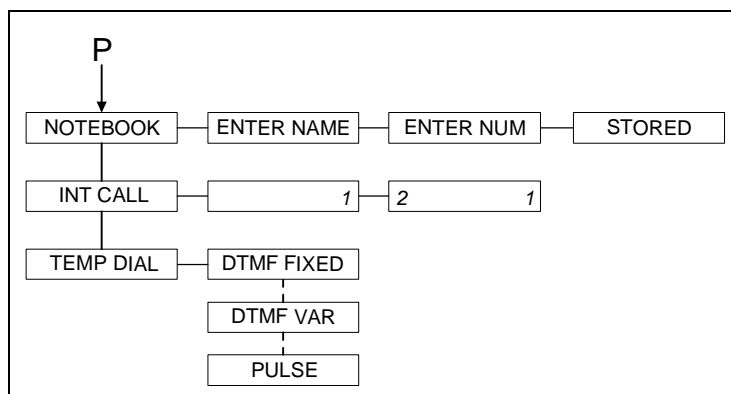 P
NOTEBOOK ENTER NAME ENTER NUM STORED
INT CALL 1 2 1
TEMP DIAL DTMF FIXED
DTMF VAR
PULSE